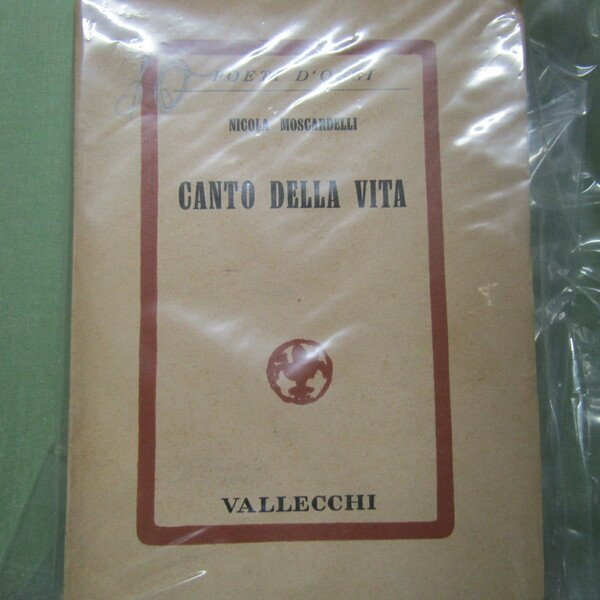 POETI D'OGGI
NICOLA MOSCARDELLI
CANTO DELLA VITA
VALLECCHI